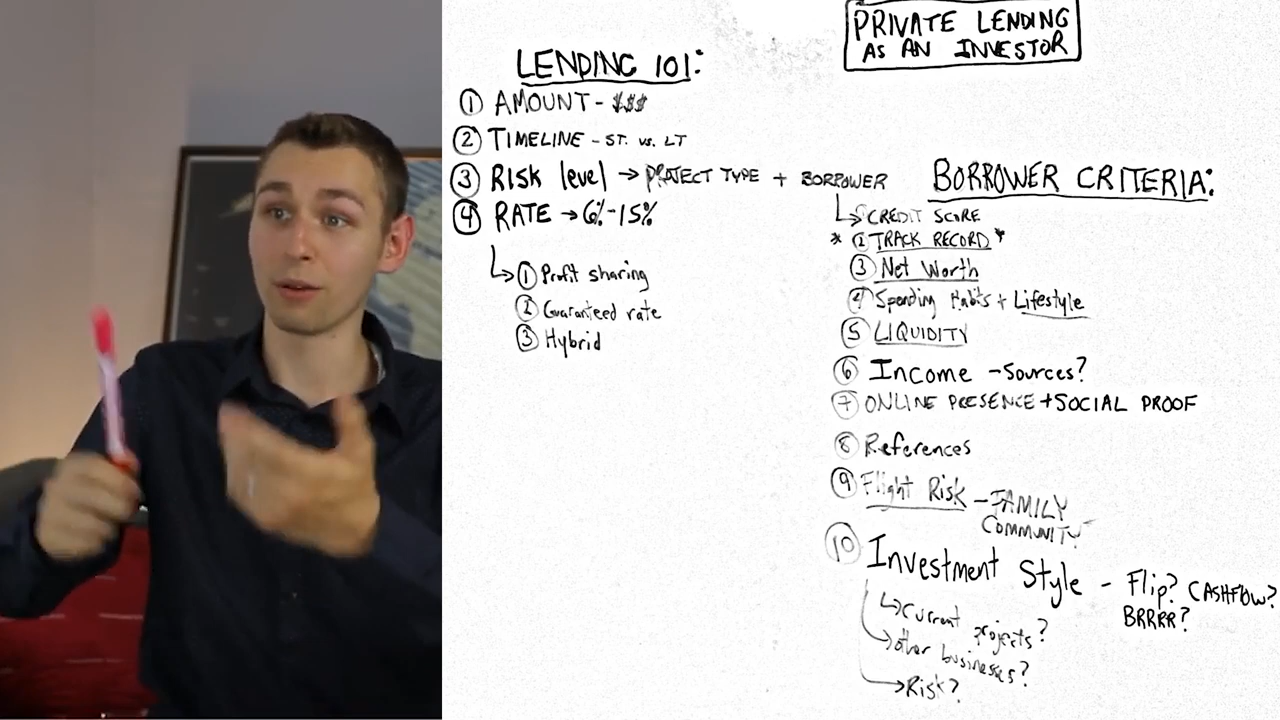 PRIVATE LENDING
AS AN INVESTOR
LENDING 101:
① AMOUNT - $$$
② TIMELINE - ST. vs. LT
③ RISK level → PROJECT TYPE + BORROWER
④ RATE → 6%-15%
↳ ① Profit sharing
② Guaranteed rate
③ Hybrid
BORROWER CRITERIA:
↳ CREDIT SCORE
* ② TRACK RECORD *
③ Net Worth
④ Spending Habits + Lifestyle
⑤ LIQUIDITY
⑥ Income - Sources?
⑦ ONLINE PRESENCE + SOCIAL PROOF
⑧ References
⑨ Flight Risk - FAMILY
COMMUNITY
⑩ Investment Style - Flip? CASHFLOW?
BRRRR?
↳ Current projects?
→ other businesses?
→ Risk?